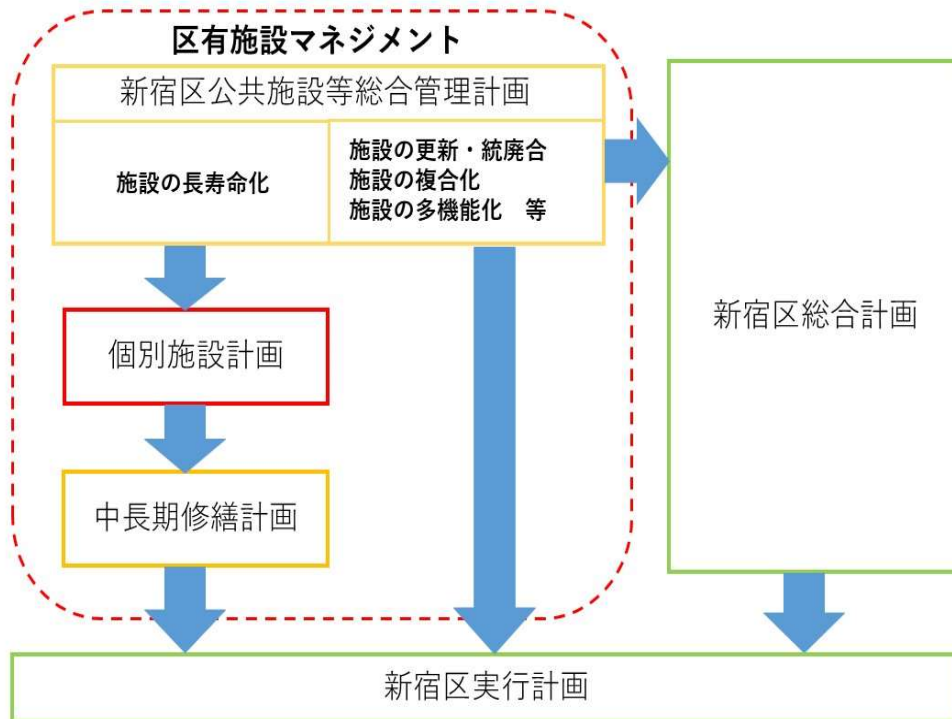 区有施設マネジメント
新宿区公共施設等総合管理計画
施設の長寿命化
施設の更新・統廃合
施設の複合化
施設の多機能化　等
新宿区総合計画
個別施設計画
中長期修繕計画
新宿区実行計画